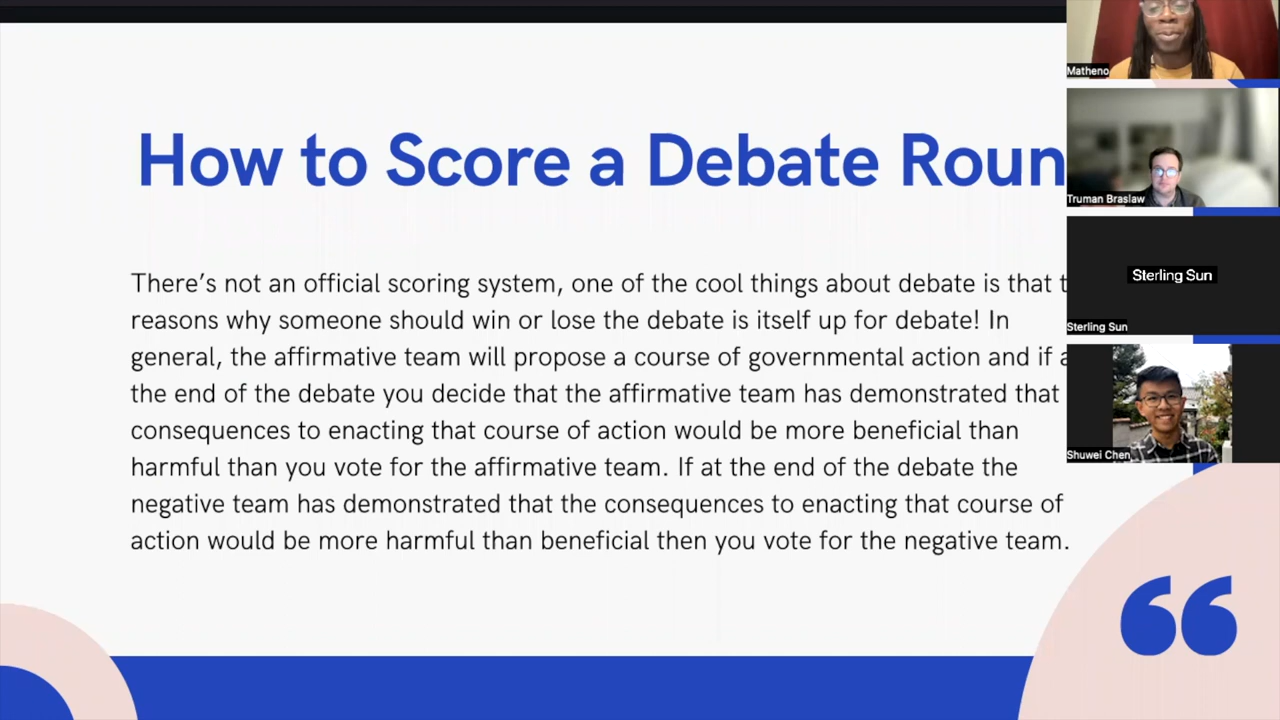 How to Score a Debate Roun
There's not an official scoring system, one of the cool things about debate is that
reasons why someone should win or lose the debate is itself up for debate! In
general, the affirmative team will propose a course of governmental action and if
the end of the debate you decide that the affirmative team has demonstrated that
consequences to enacting that course of action would be more beneficial than
harmful than you vote for the affirmative team. If at the end of the debate the
negative team has demonstrated that the consequences to enacting that course of
action would be more harmful than beneficial then you vote for the negative team.
Matheno
Truman Braslaw
Sterling Sun
Sterling Sun
Shuwei Chen